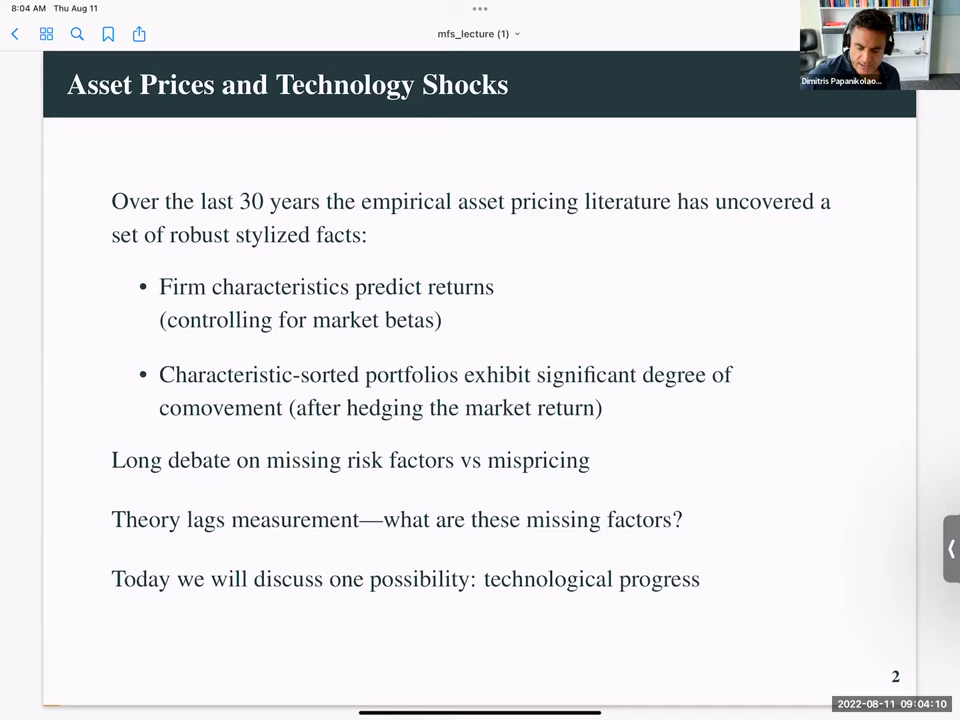 8:04 AM Thu Aug 11
mfs_lecture (1)
Dimitris Papanikolao...
Asset Prices and Technology Shocks
Over the last 30 years the empirical asset pricing literature has uncovered a
set of robust stylized facts:
• Firm characteristics predict returns
(controlling for market betas)
• Characteristic-sorted portfolios exhibit significant degree of
comovement (after hedging the market return)
Long debate on missing risk factors vs mispricing
Theory lags measurement—what are these missing factors?
Today we will discuss one possibility: technological progress
2
2022-08-11 09:04:10